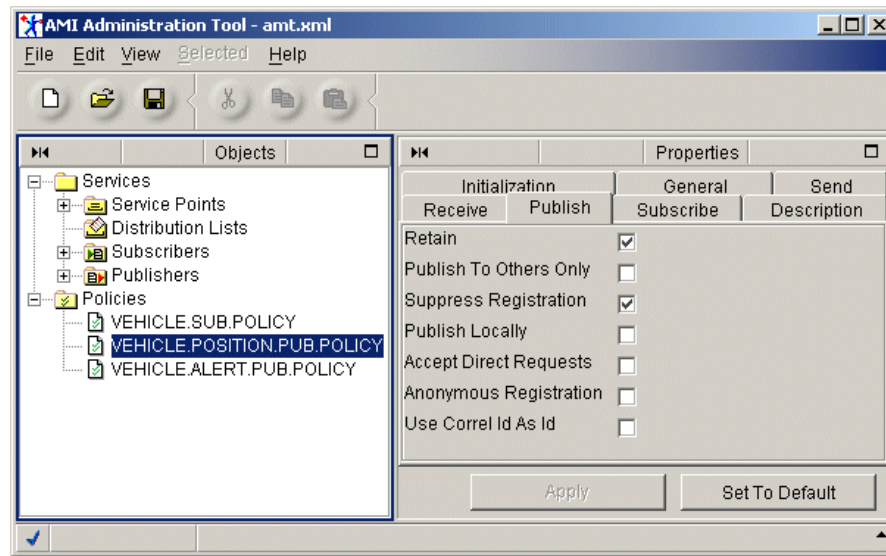 AMI Administration Tool - amt.xml
File Edit View Selected Help
Objects
Services
Service Points
Distribution Lists
Subscribers
Publishers
Policies
VEHICLE.SUB.POLICY
VEHICLE.POSITION.PUB.POLICY
VEHICLE.ALERT.PUB.POLICY
Properties
Initialization General Send
Receive Publish Subscribe Description
Retain
Publish To Others Only
Suppress Registration
Publish Locally
Accept Direct Requests
Anonymous Registration
Use Correl Id As Id
Apply Set To Default